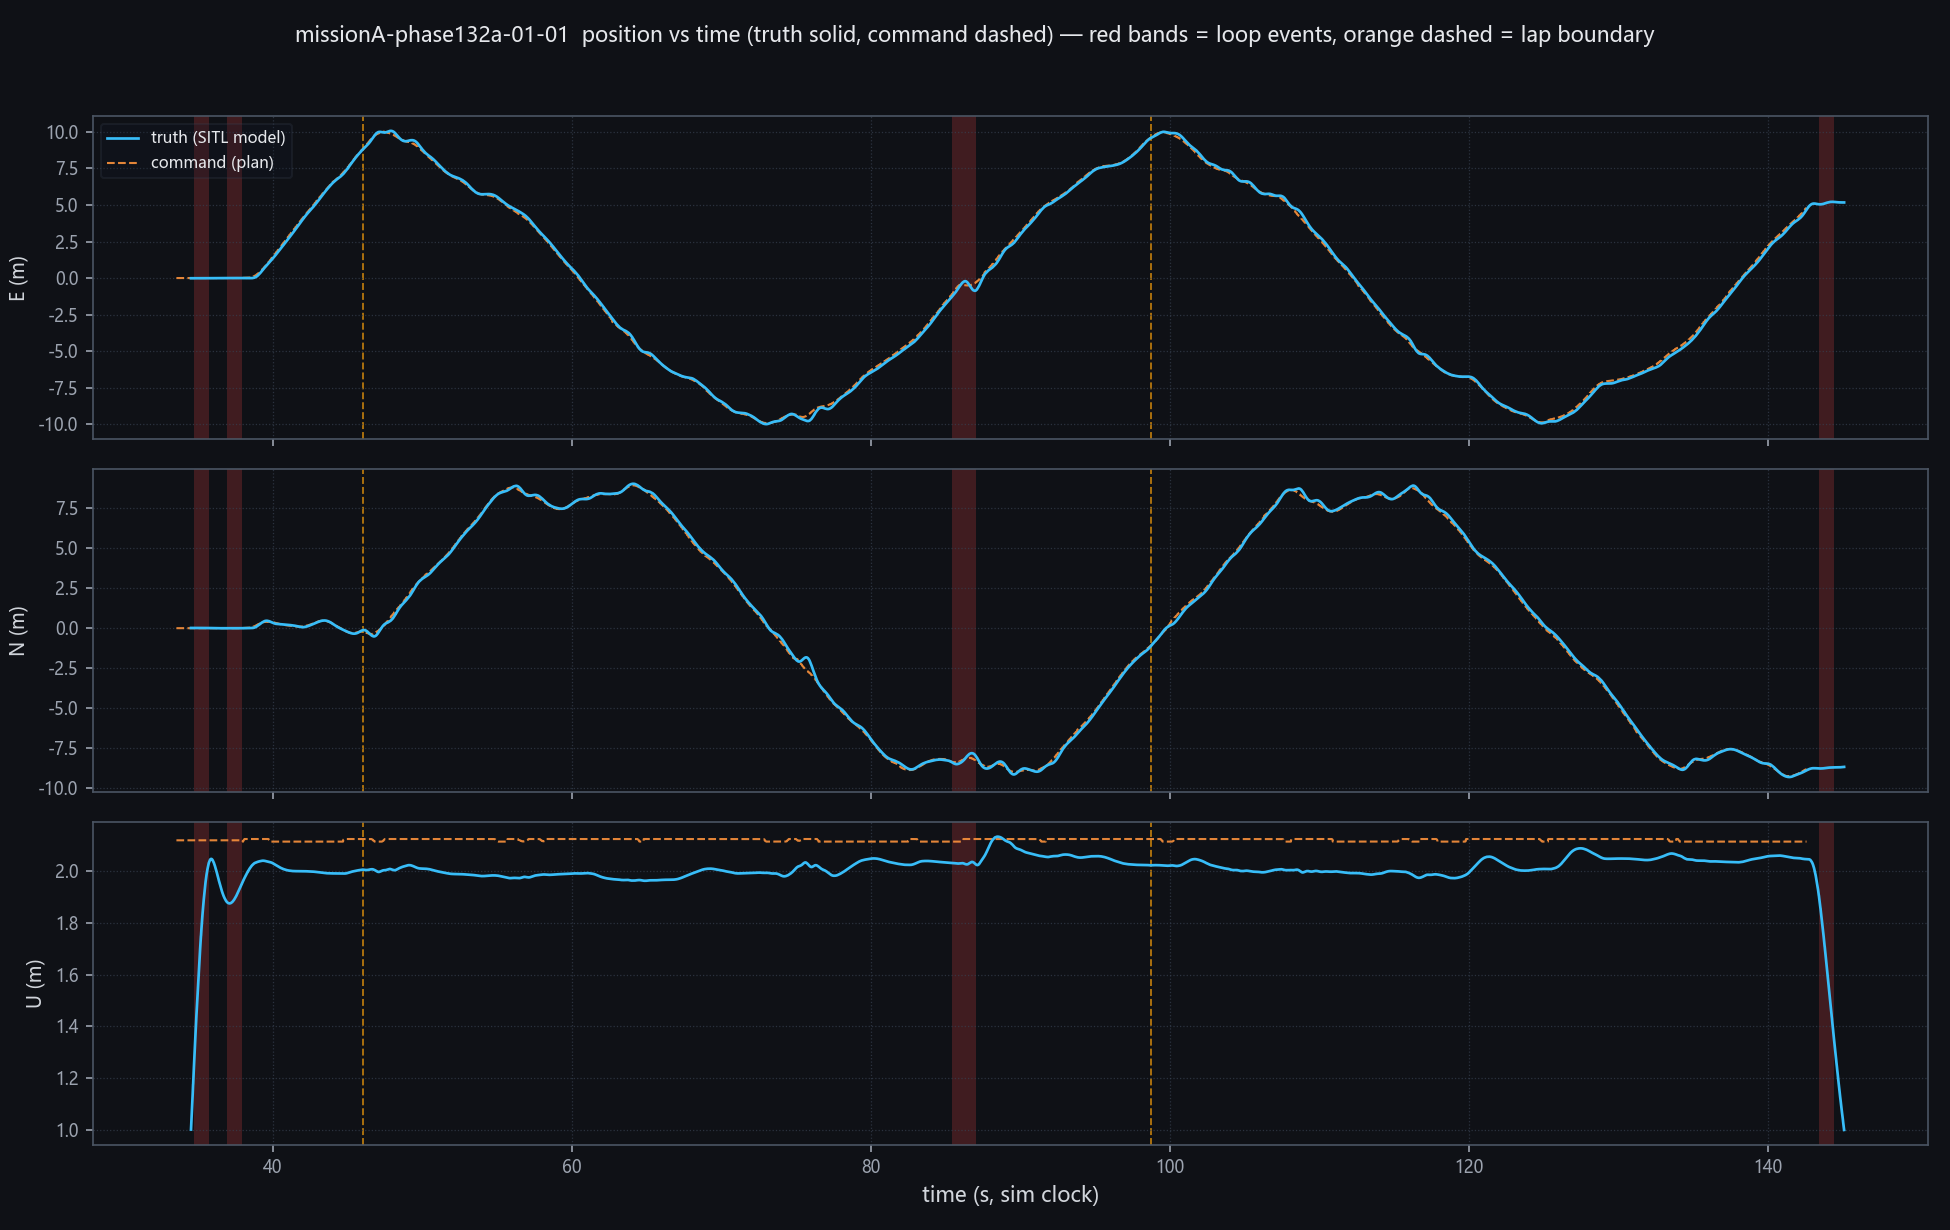 missionA-phase132a-01-01  position vs time (truth solid, command dashed) — red bands = loop events, orange dashed = lap boundary
truth (SITL model)
command (plan)
E (m)
10.0
7.5
5.0
2.5
0.0
-2.5
-5.0
-7.5
-10.0
N (m)
7.5
5.0
2.5
0.0
-2.5
-5.0
-7.5
-10.0
U (m)
2.0
1.8
1.6
1.4
1.2
1.0
40 60 80 100 120 140
time (s, sim clock)